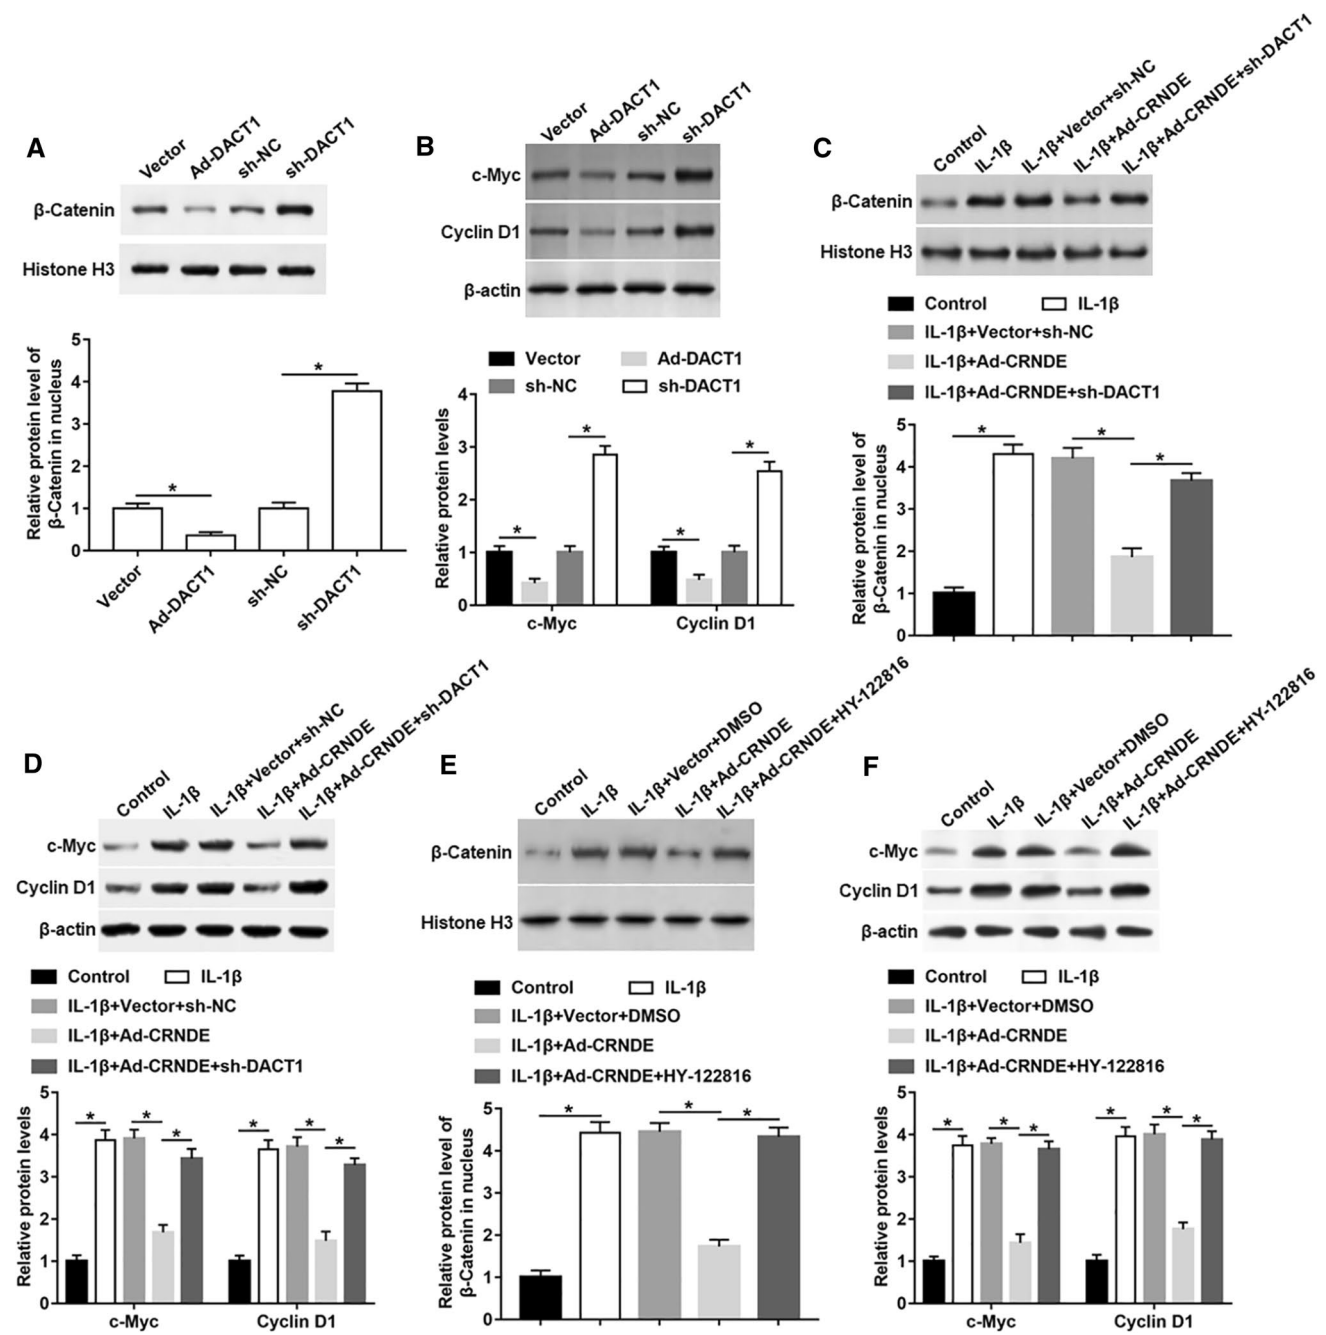 A
Vector
Ad-DACT1
sh-NC
sh-DACT1
β-Catenin
Histone H3
Relative protein level of
β-Catenin in nucleus
5
4
3
2
1
0
*
*
Vector
Ad-DACT1
sh-NC
sh-DACT1
B
Vector
Ad-DACT1
sh-NC
sh-DACT1
c-Myc
Cyclin D1
β-actin
Vector
Ad-DACT1
sh-NC
sh-DACT1
Relative protein levels
4
3
2
1
0
*
*
*
*
c-Myc
Cyclin D1
C
Control
IL-1β
IL-1β+Vector+sh-NC
IL-1β+Ad-CRNDE
IL-1β+Ad-CRNDE+sh-DACT1
β-Catenin
Histone H3
Control
IL-1β
IL-1β+Vector+sh-NC
IL-1β+Ad-CRNDE
IL-1β+Ad-CRNDE+sh-DACT1
Relative protein level of
β-Catenin in nucleus
5
4
3
2
1
0
*
*
*
D
Control
IL-1β
IL-1β+Vector+sh-NC
IL-1β+Ad-CRNDE
IL-1β+Ad-CRNDE+sh-DACT1
c-Myc
Cyclin D1
β-actin
Control
IL-1β
IL-1β+Vector+sh-NC
IL-1β+Ad-CRNDE
IL-1β+Ad-CRNDE+sh-DACT1
Relative protein levels
5
4
3
2
1
0
*
*
*
*
*
*
c-Myc
Cyclin D1
E
Control
IL-1β
IL-1β+Vector+DMSO
IL-1β+Ad-CRNDE
IL-1β+Ad-CRNDE+HY-122816
β-Catenin
Histone H3
Control
IL-1β
IL-1β+Vector+DMSO
IL-1β+Ad-CRNDE
IL-1β+Ad-CRNDE+HY-122816
Relative protein level of
β-Catenin in nucleus
5
4
3
2
1
0
*
*
*
F
Control
IL-1β
IL-1β+Vector+DMSO
IL-1β+Ad-CRNDE
IL-1β+Ad-CRNDE+HY-122816
c-Myc
Cyclin D1
β-actin
Control
IL-1β
IL-1β+Vector+DMSO
IL-1β+Ad-CRNDE
IL-1β+Ad-CRNDE+HY-122816
Relative protein levels
5
4
3
2
1
0
*
*
*
*
*
*
c-Myc
Cyclin D1